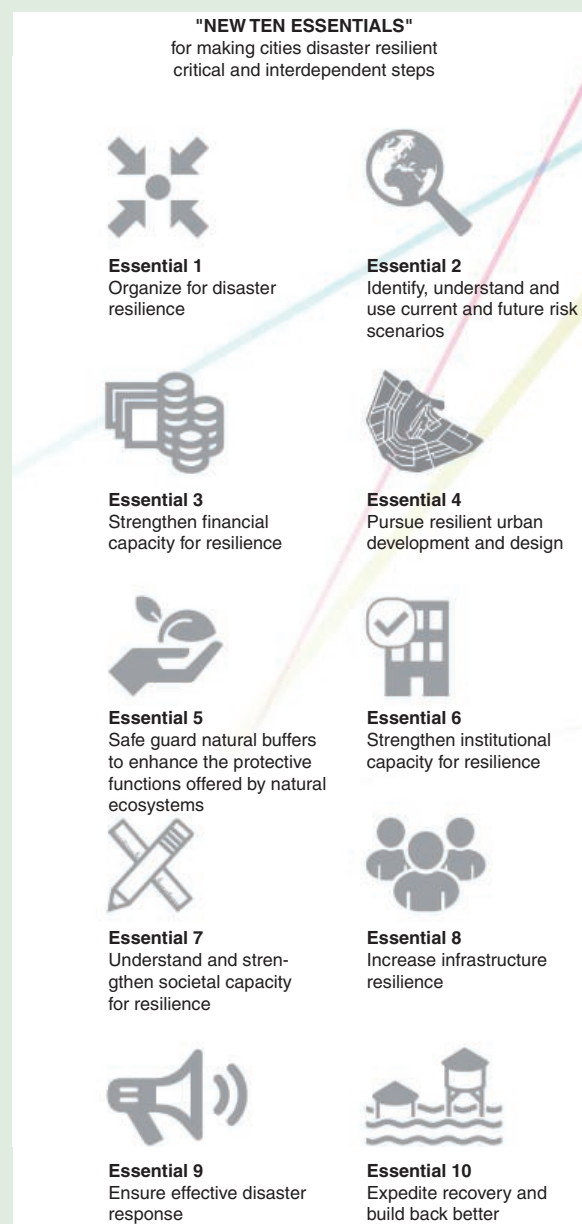 "NEW TEN ESSENTIALS"
for making cities disaster resilient
critical and interdependent steps
Essential 1
Organize for disaster
resilience
Essential 2
Identify, understand and
use current and future risk
scenarios
Essential 3
Strengthen financial
capacity for resilience
Essential 4
Pursue resilient urban
development and design
Essential 5
Safe guard natural buffers
to enhance the protective
functions offered by natural
ecosystems
Essential 6
Strengthen institutional
capacity for resilience
Essential 7
Understand and stren-
gthen societal capacity
for resilience
Essential 8
Increase infrastructure
resilience
Essential 9
Ensure effective disaster
response
Essential 10
Expedite recovery and
build back better